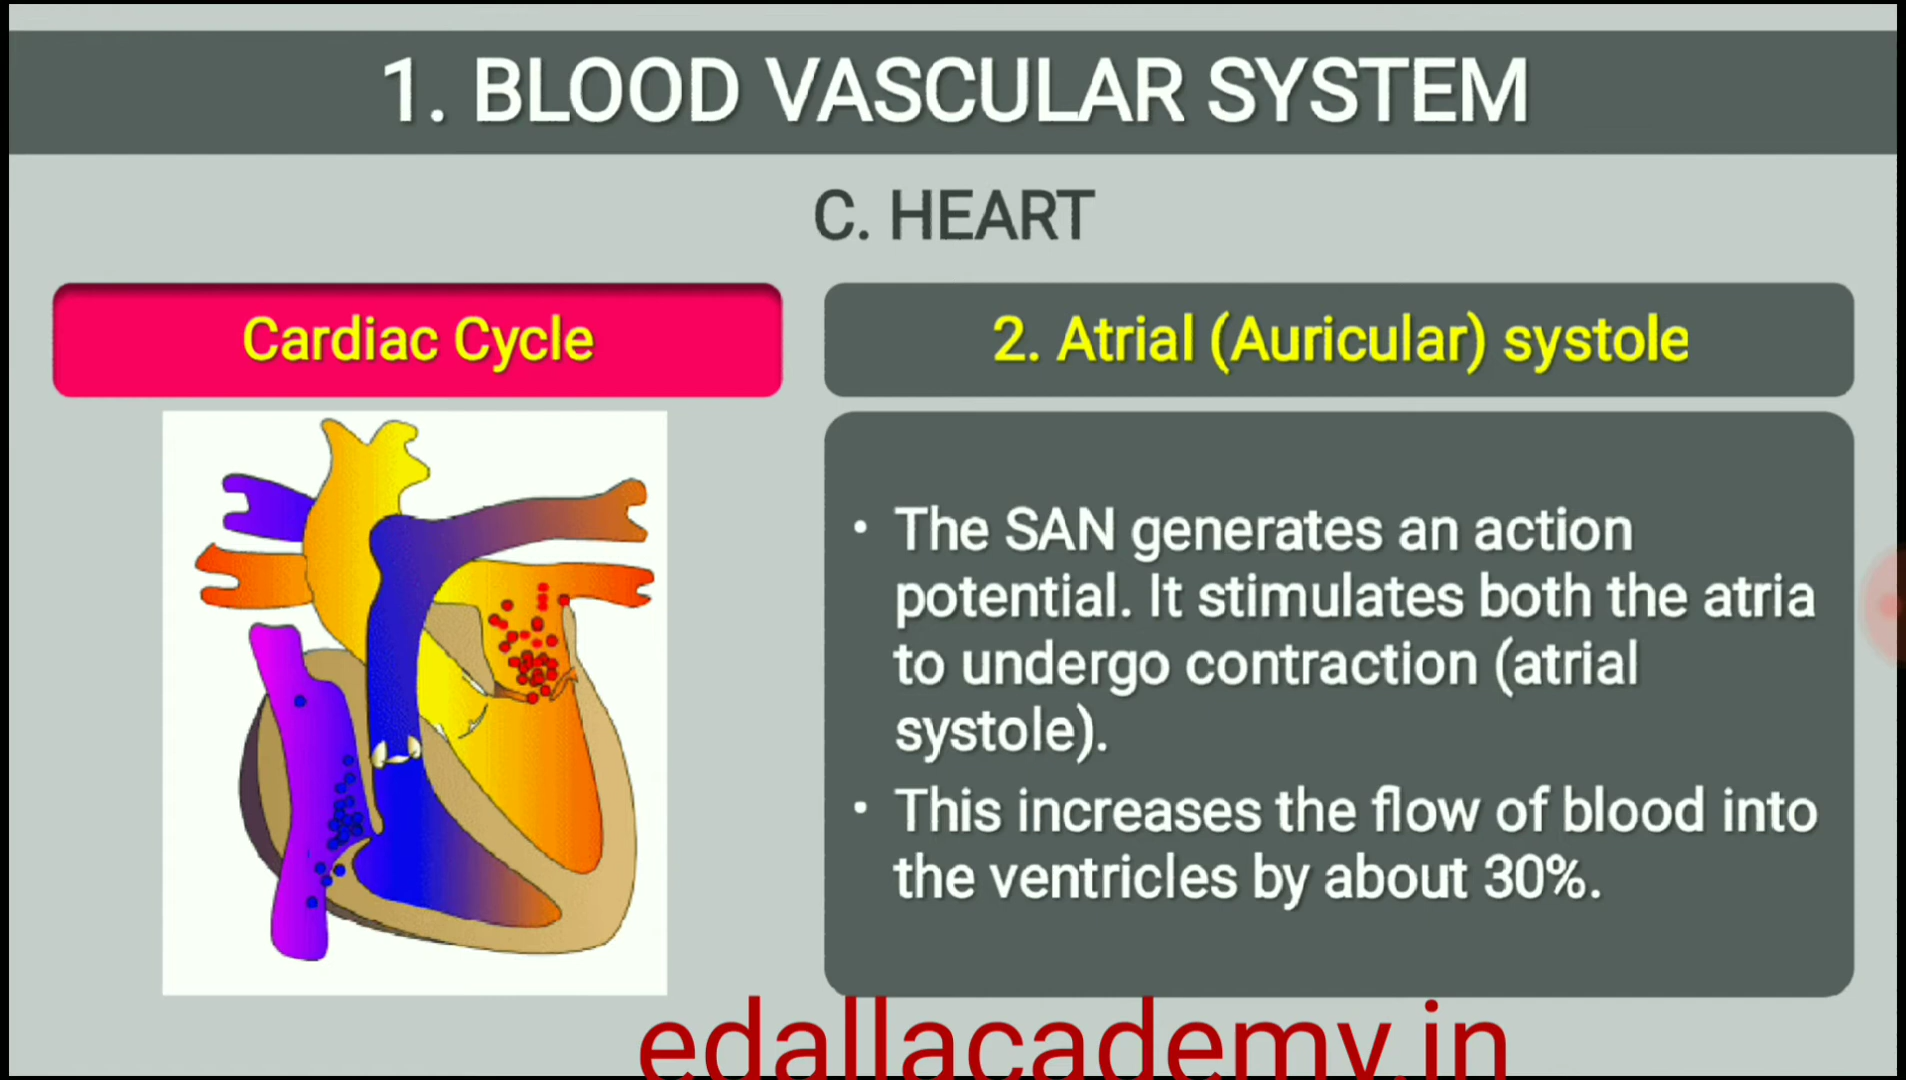 1. BLOOD VASCULAR SYSTEM
C. HEART
Cardiac Cycle
2. Atrial (Auricular) systole
• The SAN generates an action
potential. It stimulates both the atria
to undergo contraction (atrial
systole).
• This increases the flow of blood into
the ventricles by about 30%.
edallacademy.in